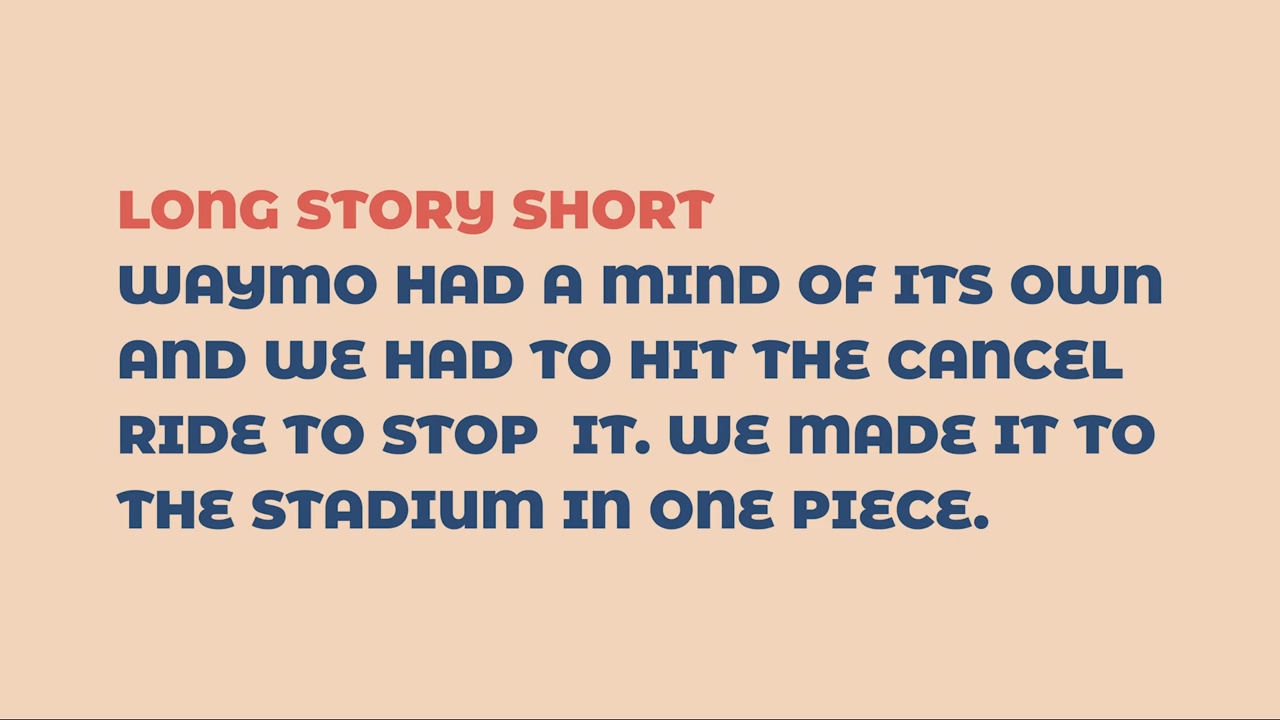 LONG STORY SHORT
WAYMO HAD A MIND OF ITS OWN
AND WE HAD TO HIT THE CANCEL
RIDE TO STOP  IT. WE MADE IT TO
THE STADIUM IN ONE PIECE.